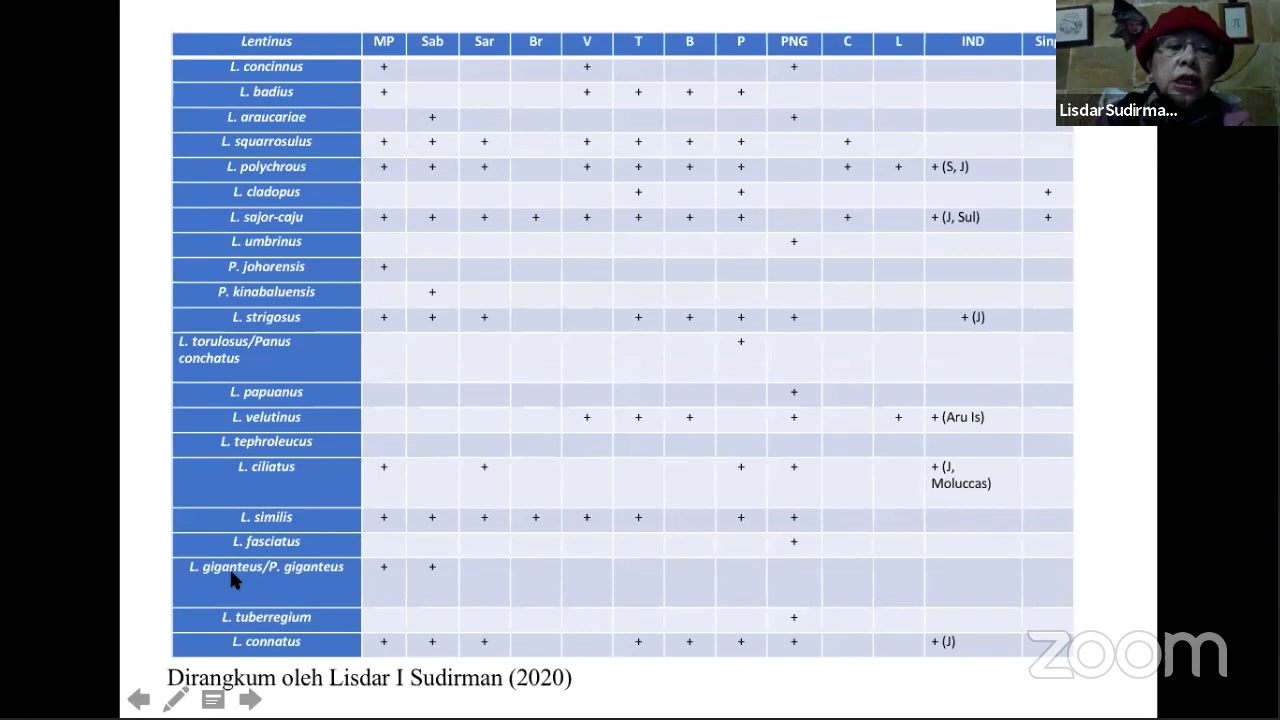 Lentinus MP Sab Sar Br V T B P PNG C L IND Sing
L. concinnus + + +
L. badius + + + + +
L. araucariae + +
L. squarrosulus + + + + + + + +
L. polychrous + + + + + + + + + + (S, J)
L. cladopus + + +
L. sajor-caju + + + + + + + + + + (J, Sul) +
L. umbrinus +
P. johorensis +
P. kinabaluensis +
L. strigosus + + + + + + + + (J)
L. torulosus/Panus +
conchatus
L. papuanus +
L. velutinus + + + + + + (Aru Is)
L. tephroleucus
L. ciliatus + + + + + (J,
Moluccas)
L. similis + + + + + + + +
L. fasciatus +
L. giganteus/P. giganteus + +
L. tuberregium +
L. connatus + + + + + + + + (J)
Dirangkum oleh Lisdar I Sudirman (2020)
Lisdar Sudirma...
π
zoom